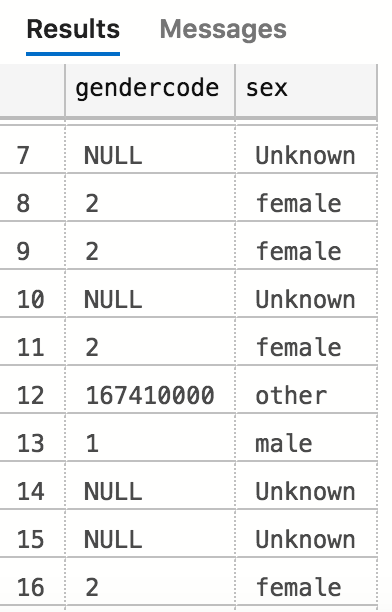 Results Messages
gendercode sex
7 NULL Unknown
8 2 female
9 2 female
10 NULL Unknown
11 2 female
12 167410000 other
13 1 male
14 NULL Unknown
15 NULL Unknown
16 2 female